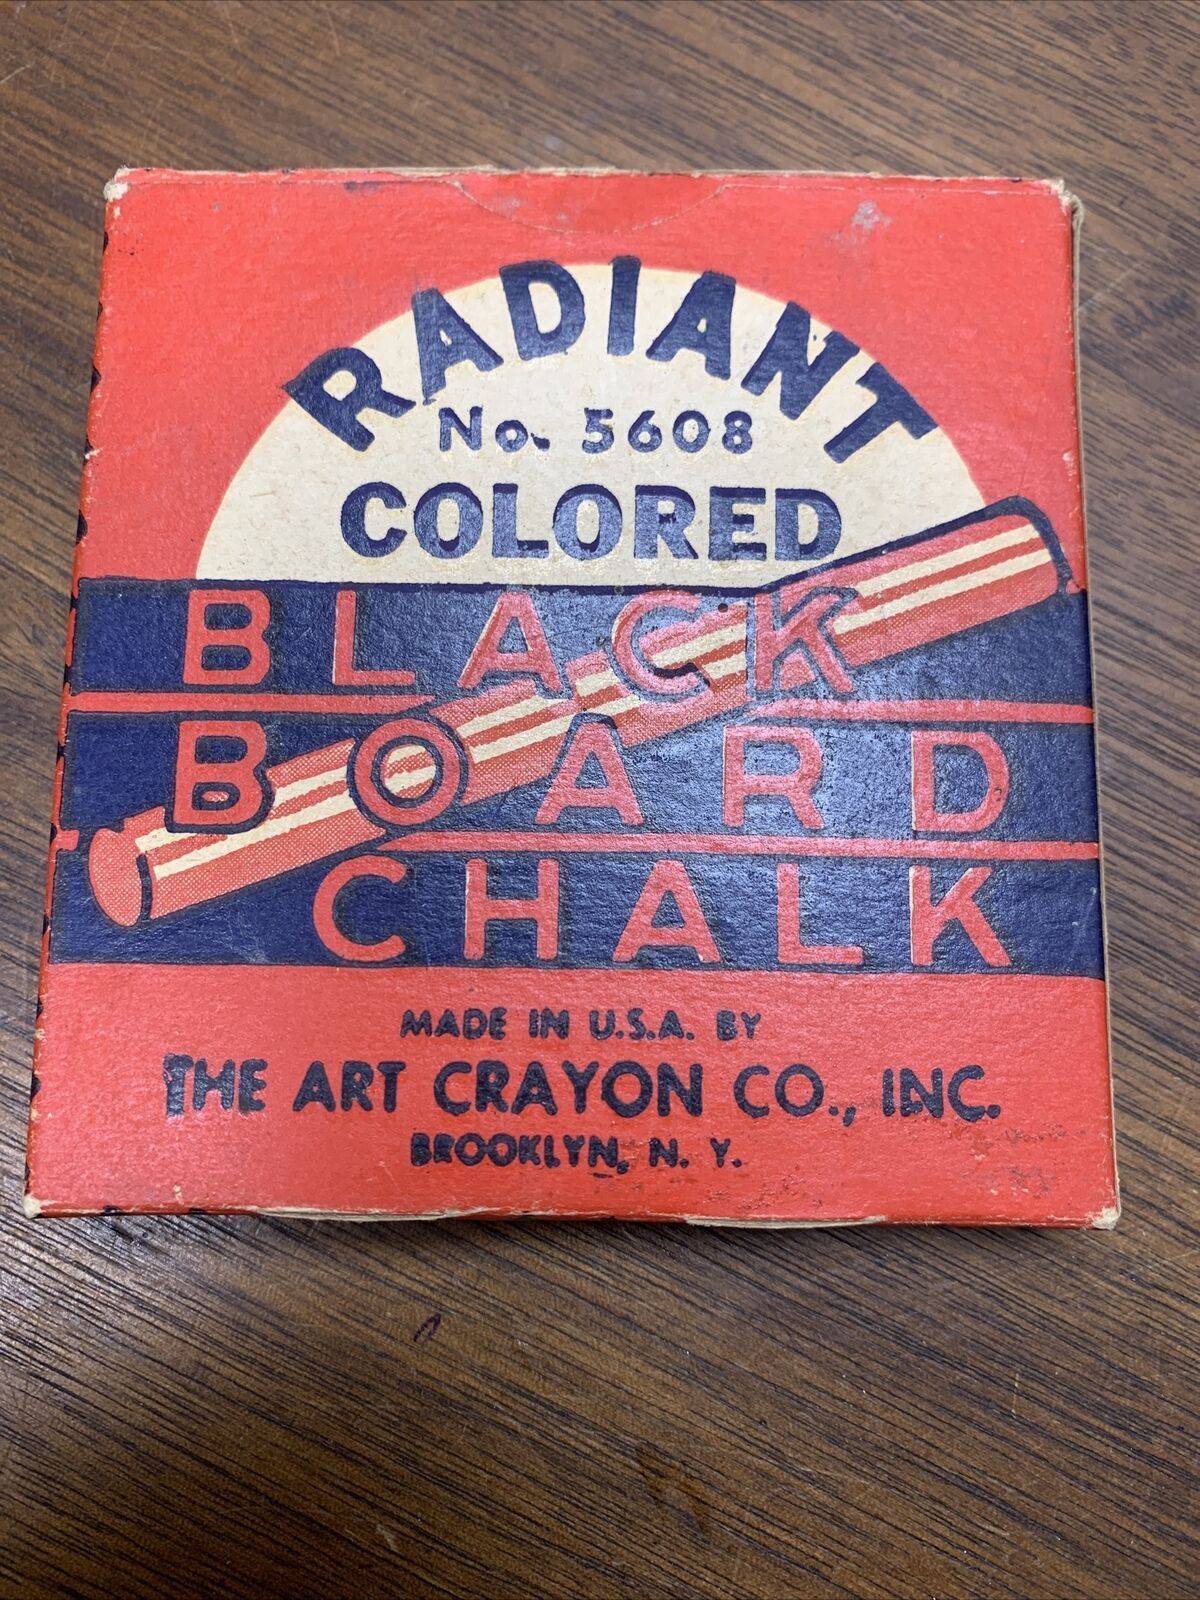 RADIANT
No. 5608
COLORED
BLACK
BOARD
CHALK
MADE IN U.S.A. BY
THE ART CRAYON CO., INC.
BROOKLYN, N. Y.